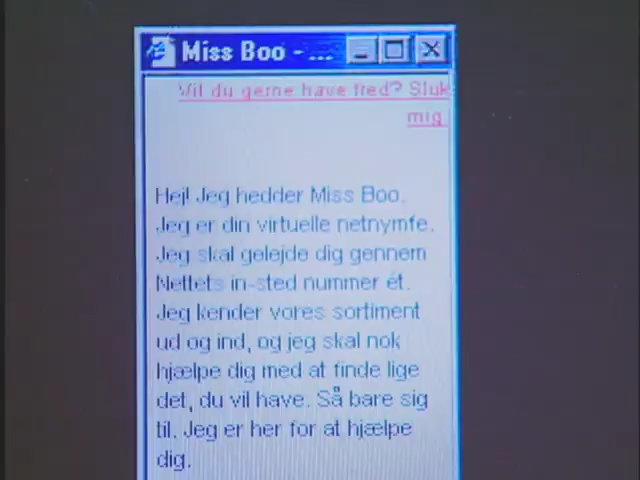 Miss Boo - ...
Vil du gerne have fred? Sluk
mig
Hej! Jeg hedder Miss Boo.
Jeg er din virtuelle netnymfe.
Jeg skal gelejde dig gennem
Nettets in-sted nummer ét.
Jeg kender vores sortiment
ud og ind, og jeg skal nok
hjælpe dig med at finde lige
det, du vil have. Så bare sig
til. Jeg er her for at hjælpe
dig.